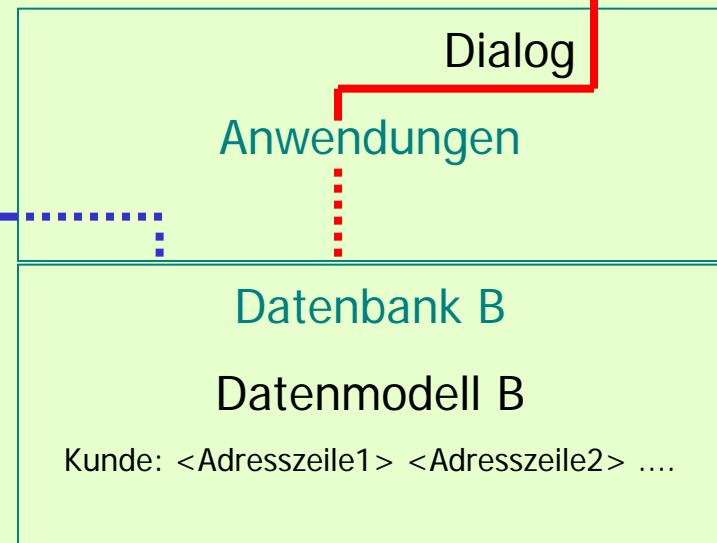 Dialog
Anwendungen
Datenbank B
Datenmodell B
Kunde: <Adresszeile1> <Adresszeile2> ....